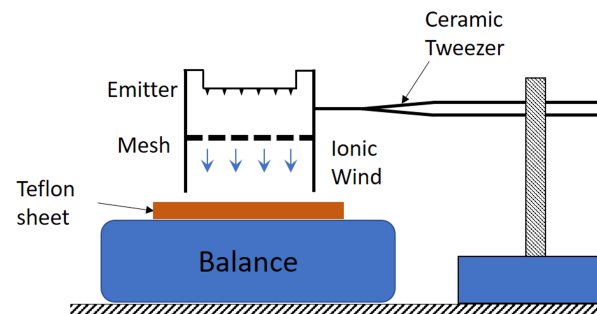 Ceramic
Tweezer
Emitter
Mesh
Ionic
Wind
Teflon
sheet
Balance